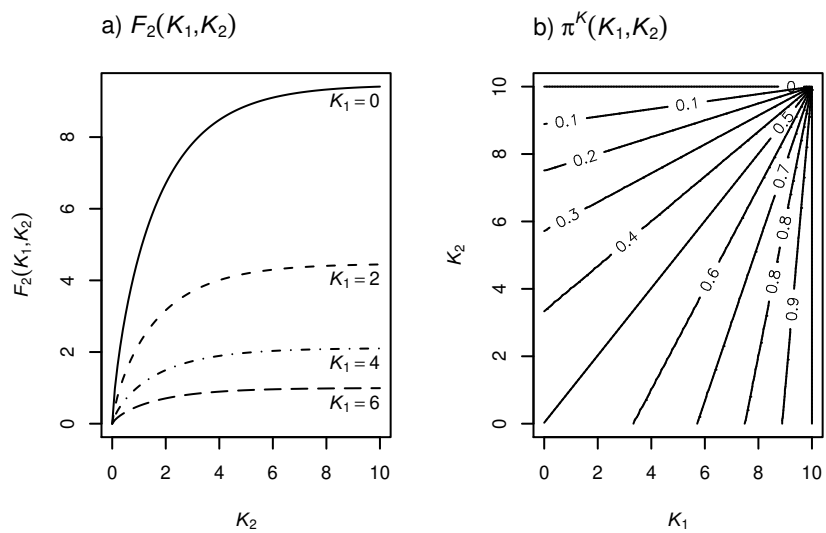 a) F₂(K₁,K₂)
F₂(K₁,K₂)
8
6
4
2
0
K₁ = 0
K₁ = 2
K₁ = 4
K₁ = 6
0 2 4 6 8 10
K₂
b) πᴷ(K₁,K₂)
K₂
10
8
6
4
2
0
0
0.1 0.1
0.2
0.3
0.4
0.5
0.6
0.7
0.8
0.8
0.9
0 2 4 6 8 10
K₁